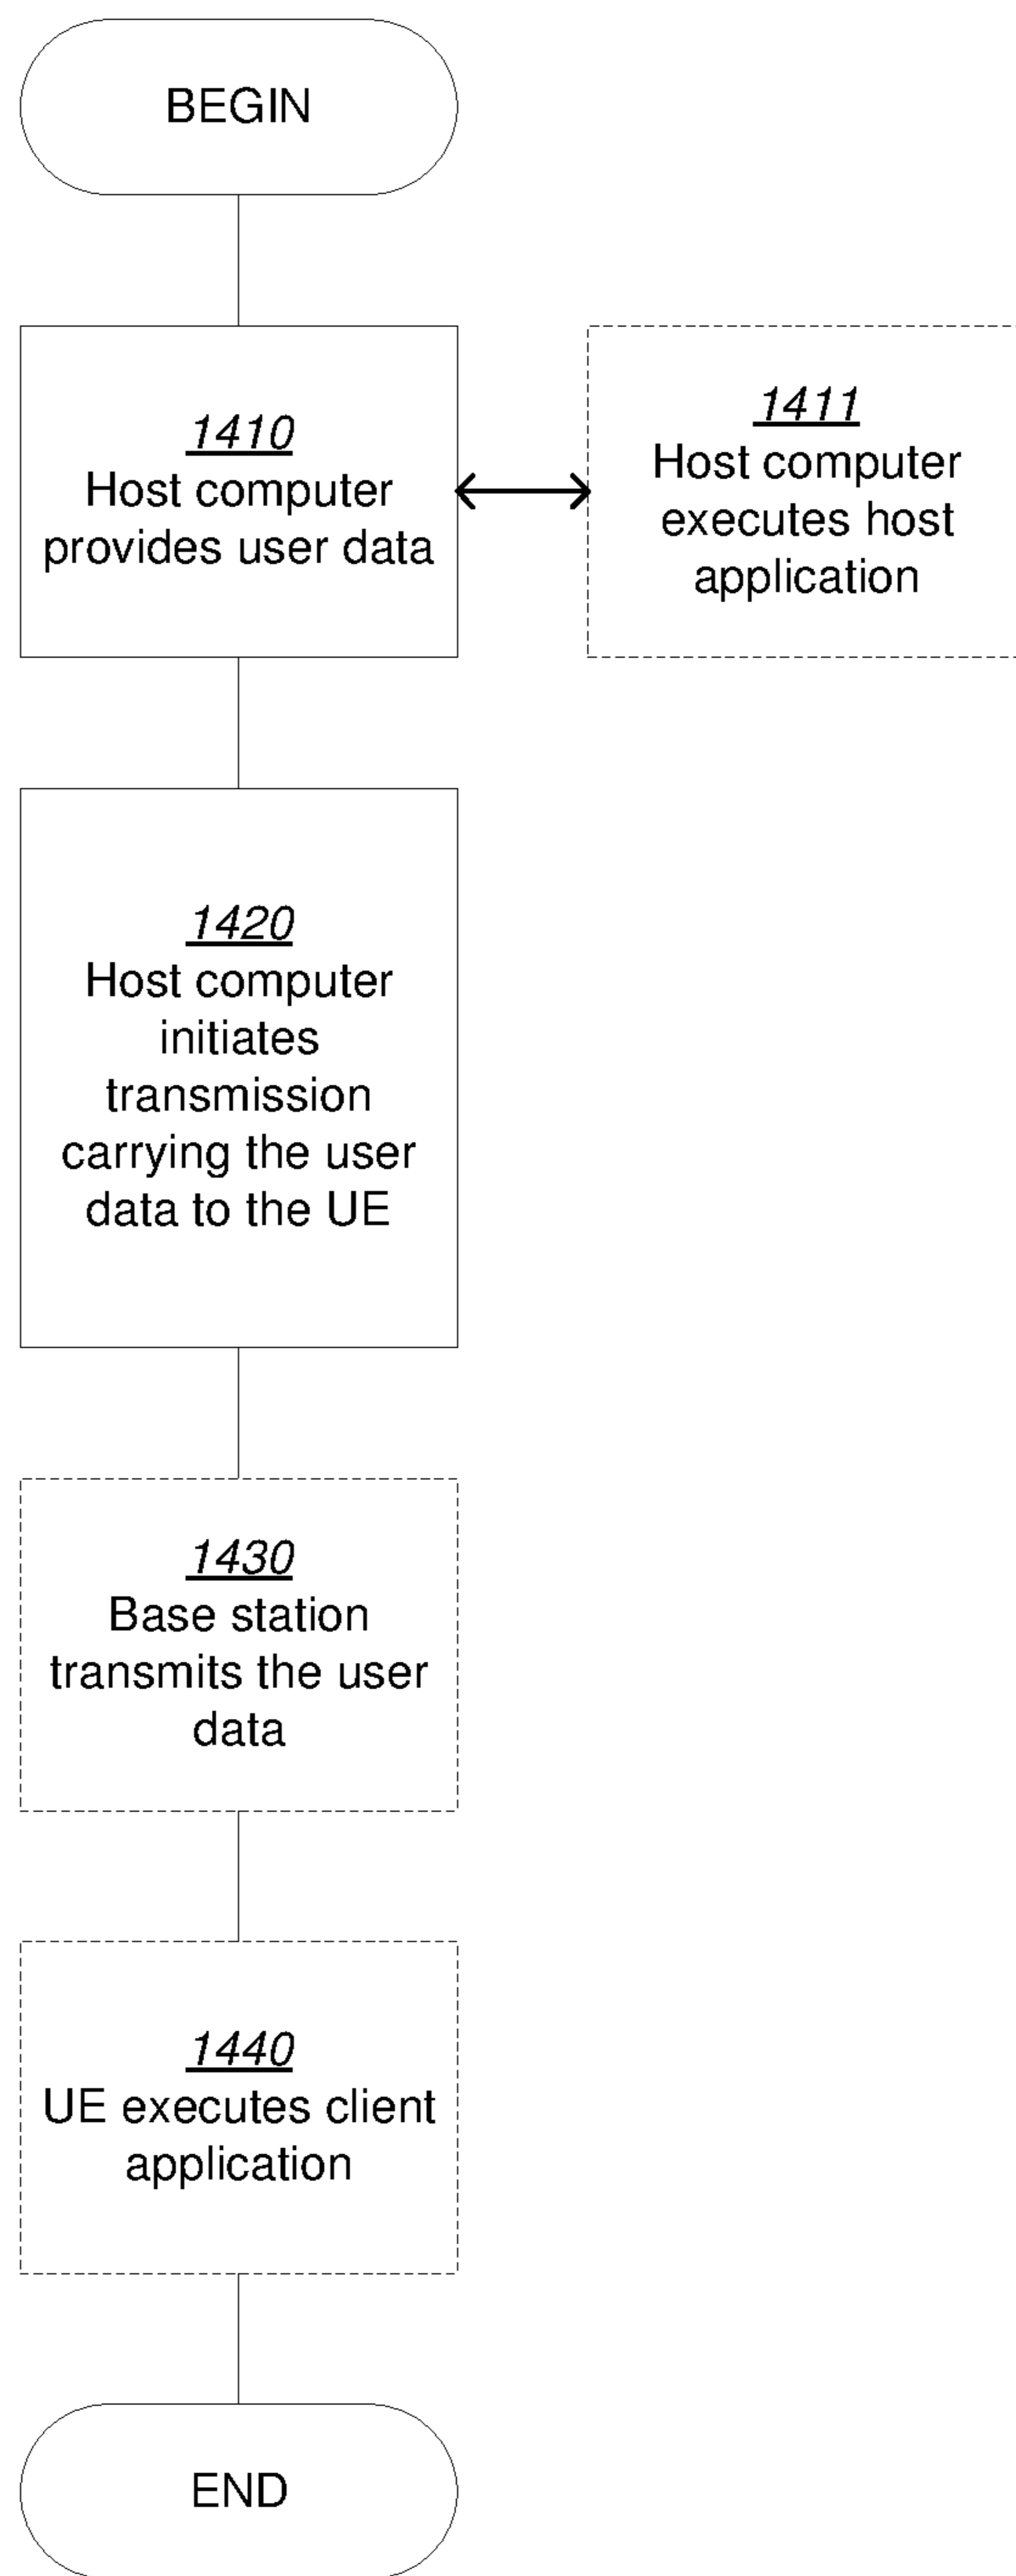 BEGIN
1410
Host computer
provides user data
1411
Host computer
executes host
application
1420
Host computer
initiates
transmission
carrying the user
data to the UE
1430
Base station
transmits the user
data
1440
UE executes client
application
END